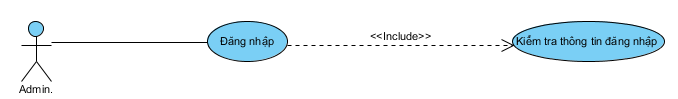 <<Include>>
Đăng nhập
Kiểm tra thông tin đăng nhập
Admin.